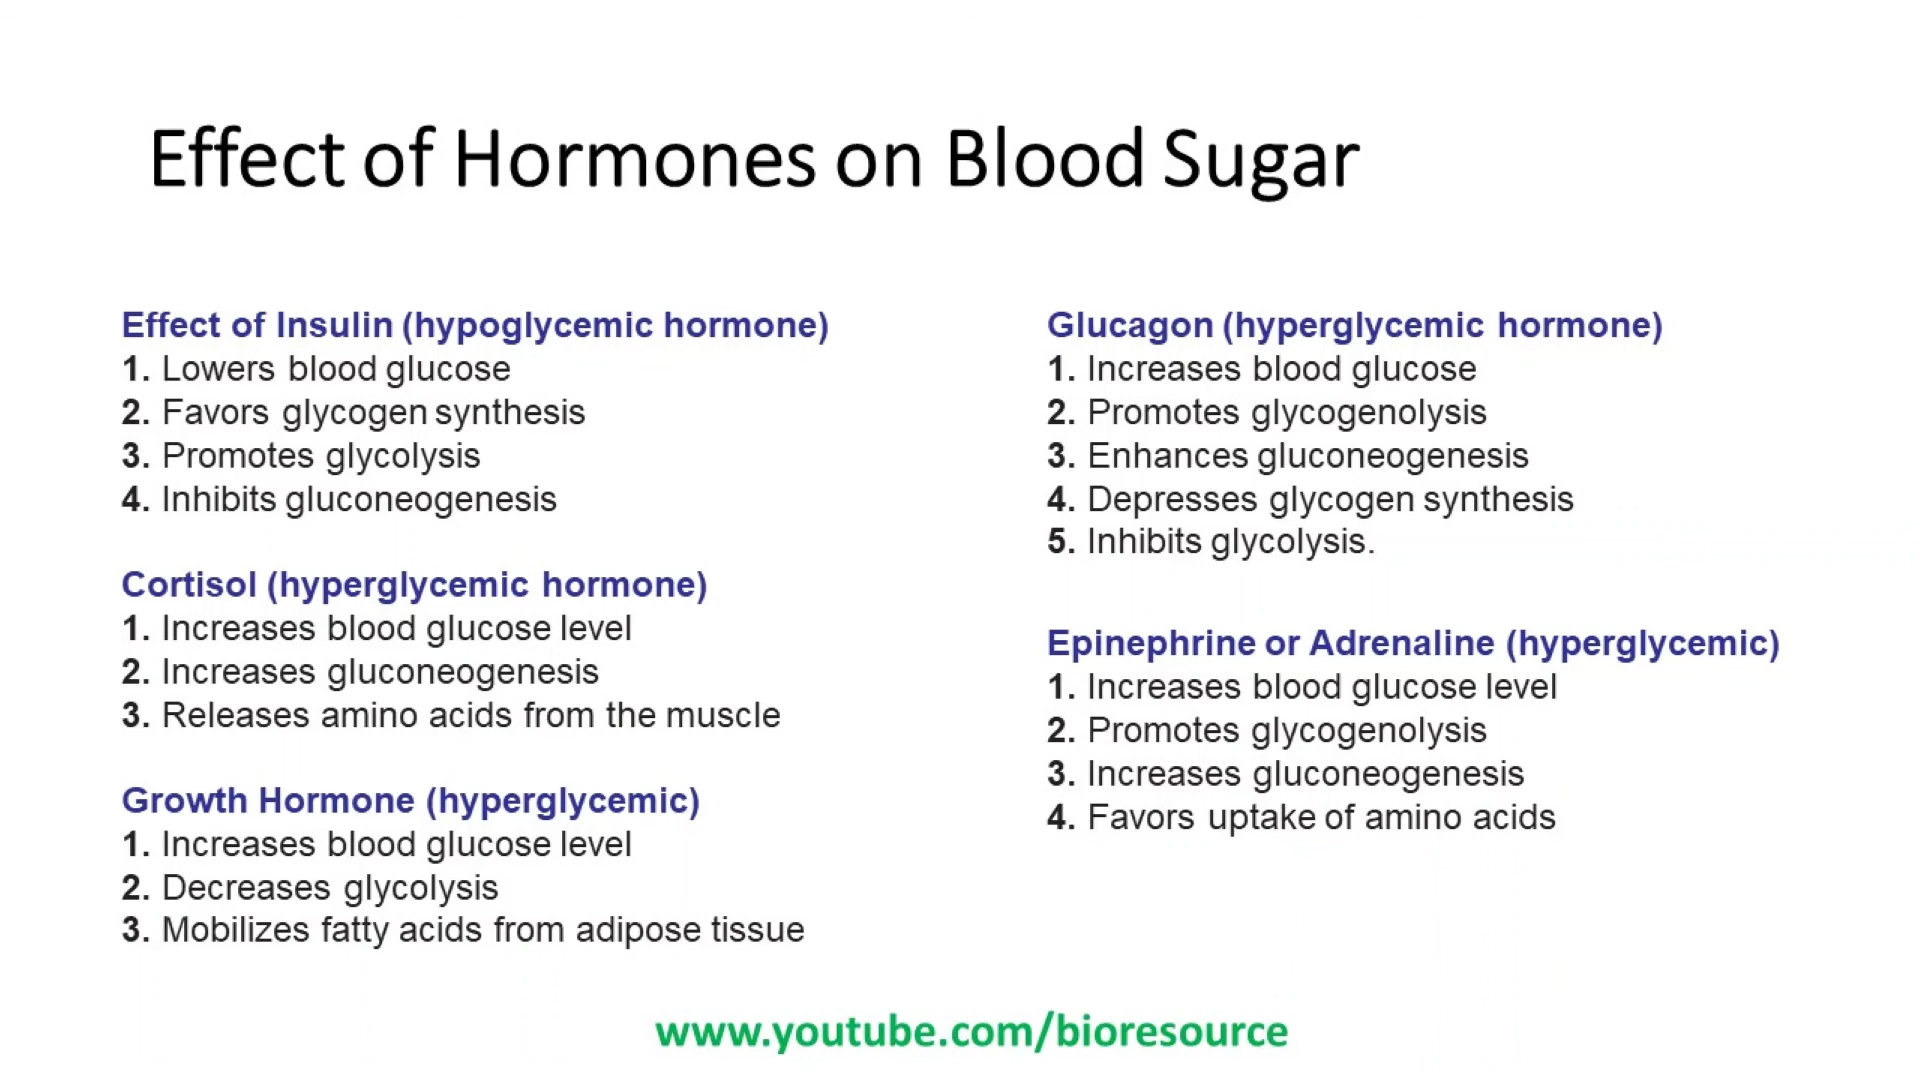 Effect of Hormones on Blood Sugar
Effect of Insulin (hypoglycemic hormone)
1. Lowers blood glucose
2. Favors glycogen synthesis
3. Promotes glycolysis
4. Inhibits gluconeogenesis
Cortisol (hyperglycemic hormone)
1. Increases blood glucose level
2. Increases gluconeogenesis
3. Releases amino acids from the muscle
Growth Hormone (hyperglycemic)
1. Increases blood glucose level
2. Decreases glycolysis
3. Mobilizes fatty acids from adipose tissue
Glucagon (hyperglycemic hormone)
1. Increases blood glucose
2. Promotes glycogenolysis
3. Enhances gluconeogenesis
4. Depresses glycogen synthesis
5. Inhibits glycolysis.
Epinephrine or Adrenaline (hyperglycemic)
1. Increases blood glucose level
2. Promotes glycogenolysis
3. Increases gluconeogenesis
4. Favors uptake of amino acids
www.youtube.com/bioresource